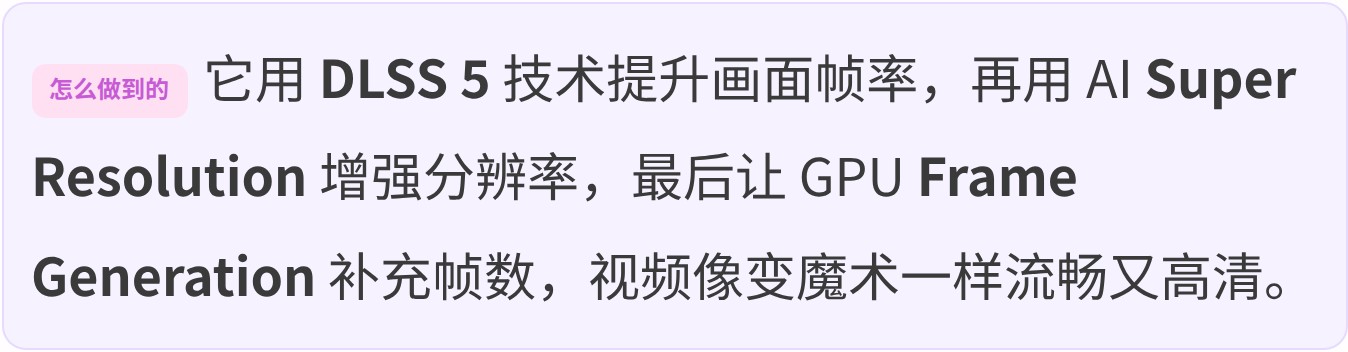 怎么做到的 它用 DLSS 5 技术提升画面帧率，再用 AI Super
Resolution 增强分辨率，最后让 GPU Frame
Generation 补充帧数，视频像变魔术一样流畅又高清。